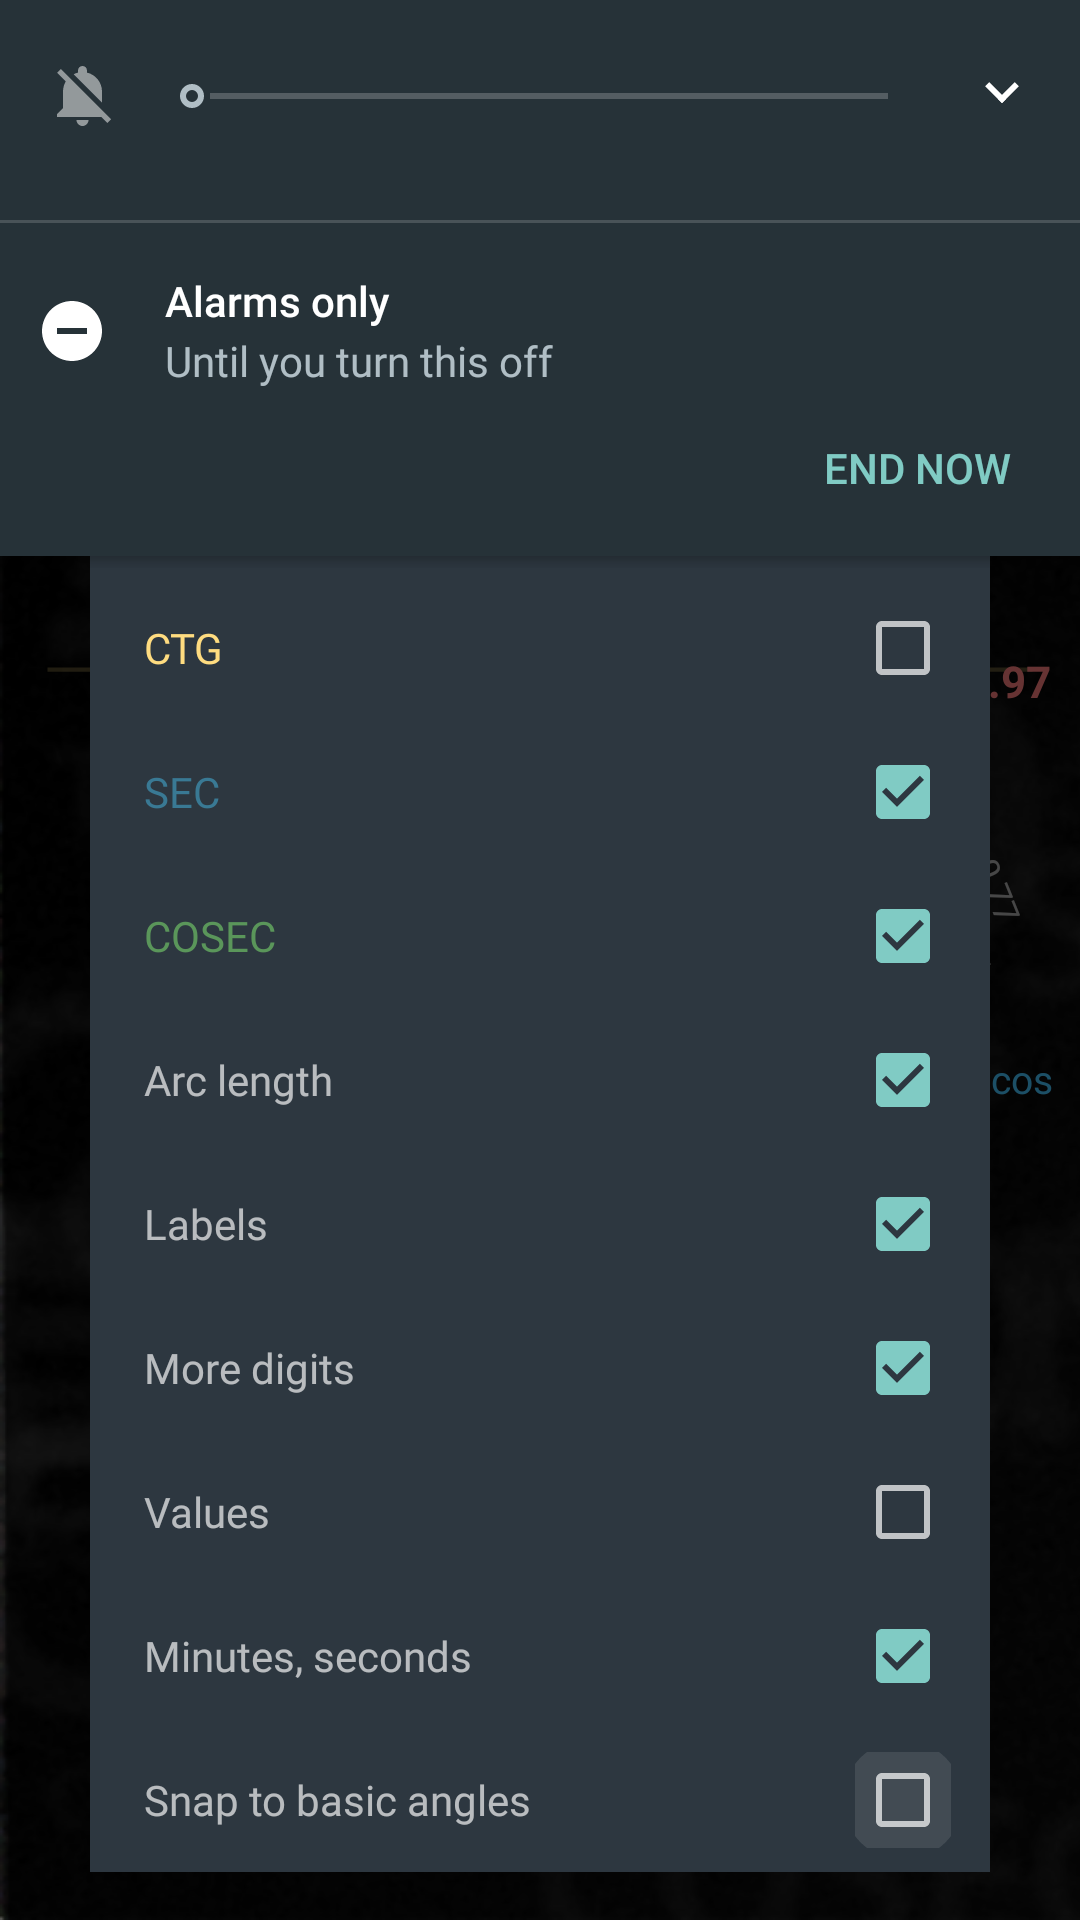 Alarms only
Until you turn this off
END NOW
CTG
.97
SEC
COSEC
Arc length
cos
Labels
More digits
Values
Minutes, seconds
Snap to basic angles